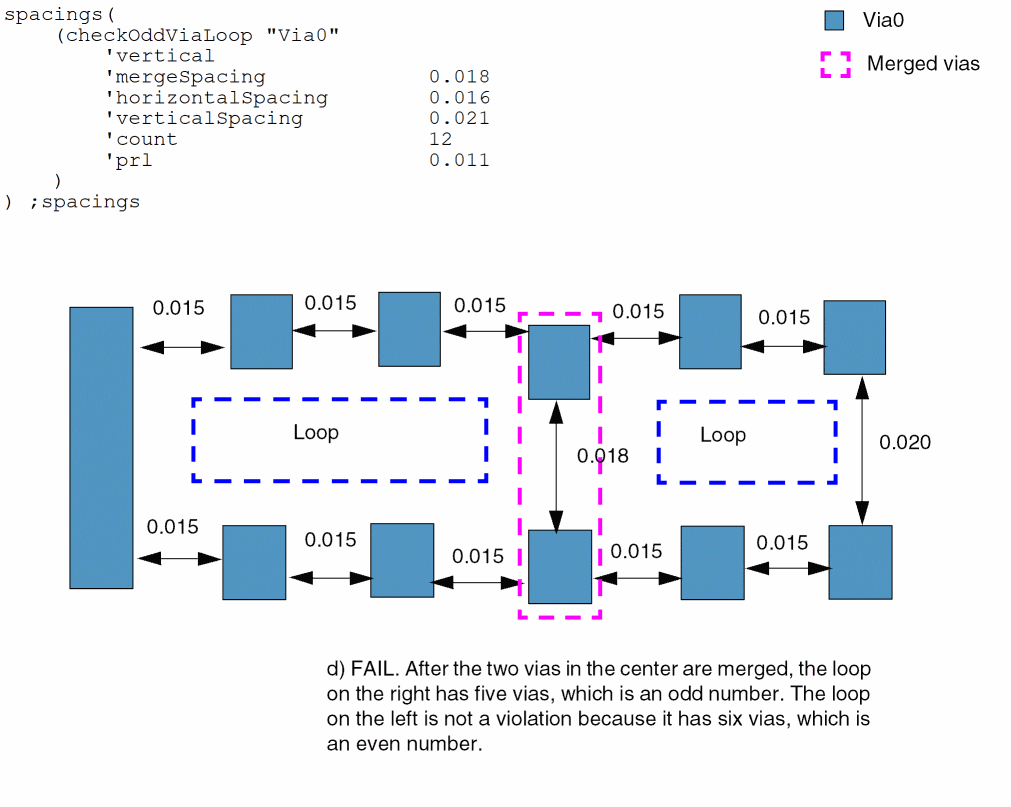 spacings(
(checkOddViaLoop "Via0"
'vertical
'mergeSpacing 0.018
'horizontalSpacing 0.016
'verticalSpacing 0.021
'count 12
'prl 0.011
)
) ;spacings
Via0
Merged vias
0.015
0.015
0.015
0.015
0.015
Loop
Loop
0.018
0.020
0.015
0.015
0.015
0.015
0.015
d) FAIL. After the two vias in the center are merged, the loop
on the right has five vias, which is an odd number. The loop
on the left is not a violation because it has six vias, which is
an even number.